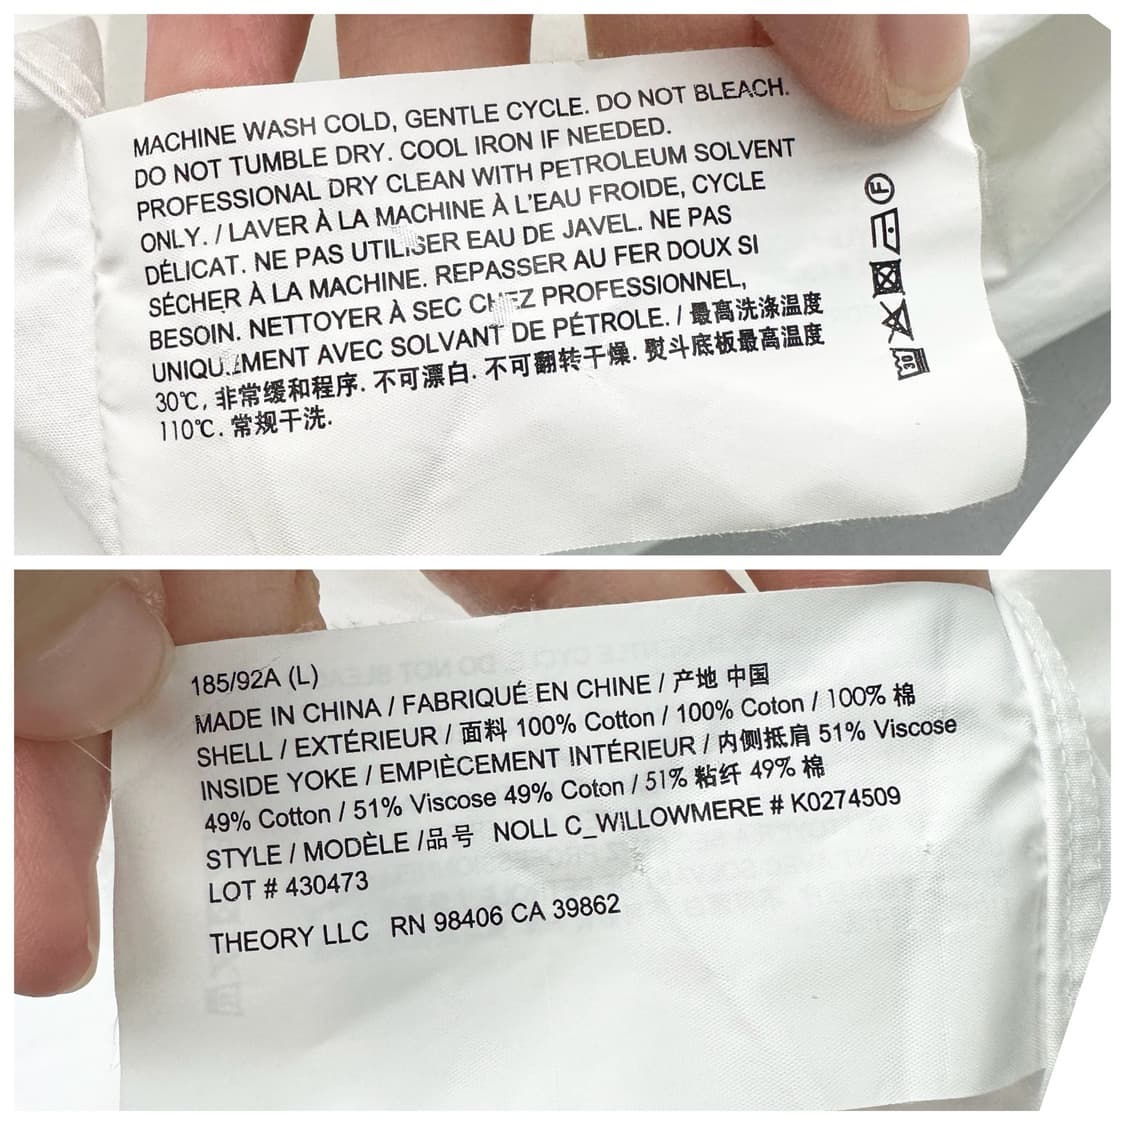 MACHINE WASH COLD, GENTLE CYCLE. DO NOT BLEACH.
DO NOT TUMBLE DRY. COOL IRON IF NEEDED.
PROFESSIONAL DRY CLEAN WITH PETROLEUM SOLVENT
ONLY. / LAVER À LA MACHINE À L'EAU FROIDE, CYCLE
DÉLICAT. NE PAS UTILISER EAU DE JAVEL. NE PAS
SÉCHER À LA MACHINE. REPASSER AU FER DOUX SI
BESOIN. NETTOYER À SEC CHEZ PROFESSIONNEL,
UNIQUEMENT AVEC SOLVANT DE PÉTROLE. / 最高洗涤温度
30℃, 非常缓和程序. 不可漂白. 不可翻转干燥. 熨斗底板最高温度
110℃. 常规干洗.
F
30
185/92A (L)
MADE IN CHINA / FABRIQUÉ EN CHINE / 产地 中国
SHELL / EXTÉRIEUR / 面料 100% Cotton / 100% Coton / 100% 棉
INSIDE YOKE / EMPIÈCEMENT INTÉRIEUR / 内侧抵肩 51% Viscose
49% Cotton / 51% Viscose 49% Coton / 51% 粘纤 49% 棉
STYLE / MODÈLE /品号 NOLL C_WILLOWMERE # K0274509
LOT # 430473
THEORY LLC RN 98406 CA 39862